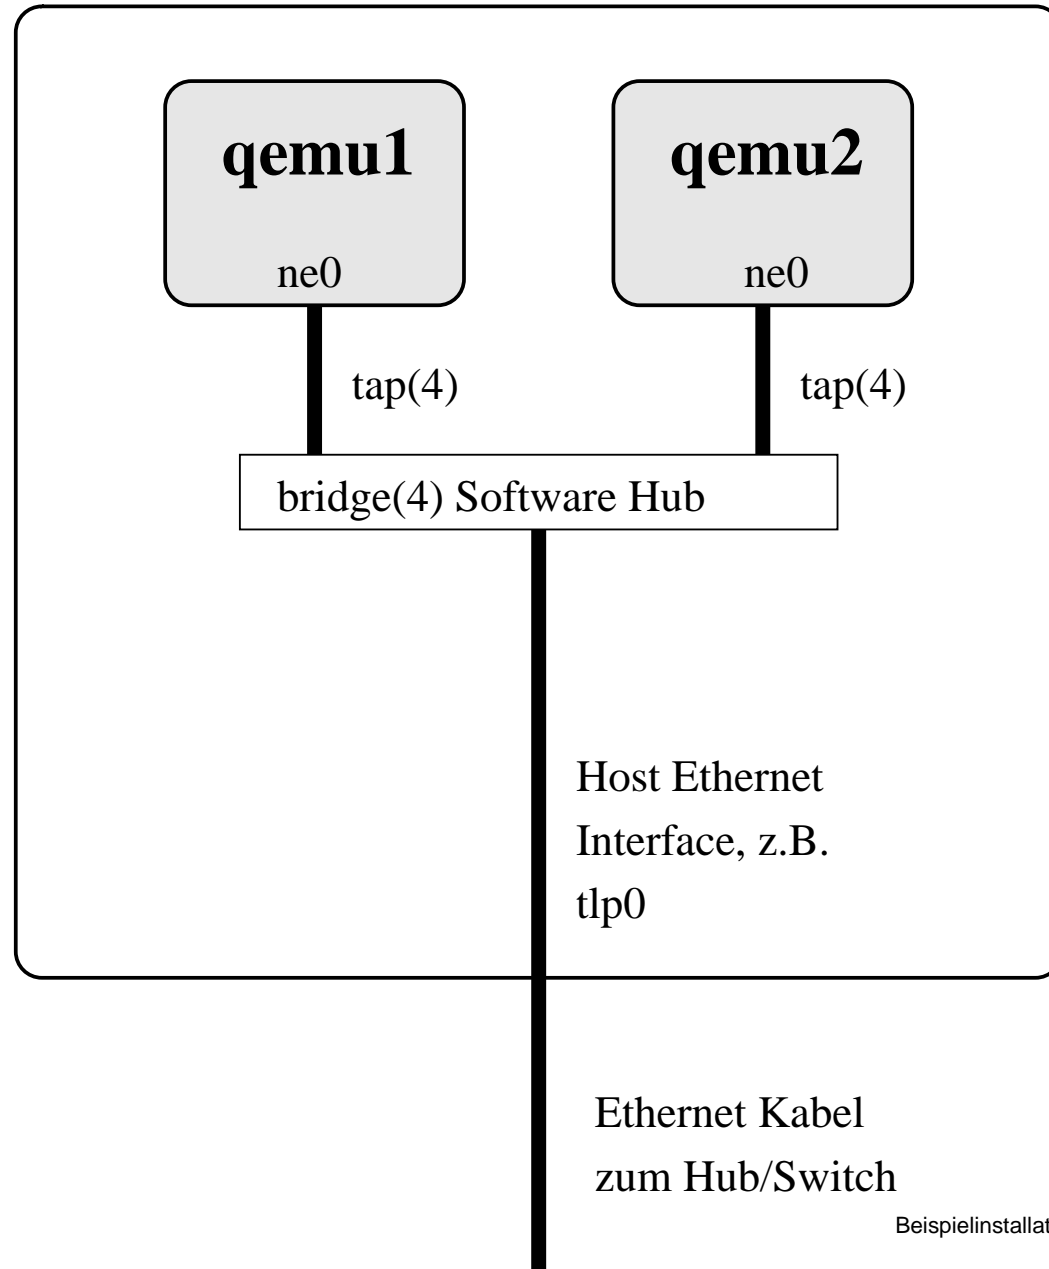 qemu1 qemu2
ne0 ne0
tap(4) tap(4)
bridge(4) Software Hub
Host Ethernet
Interface, z.B.
tlp0
Ethernet Kabel
zum Hub/Switch
Beispielinstallat